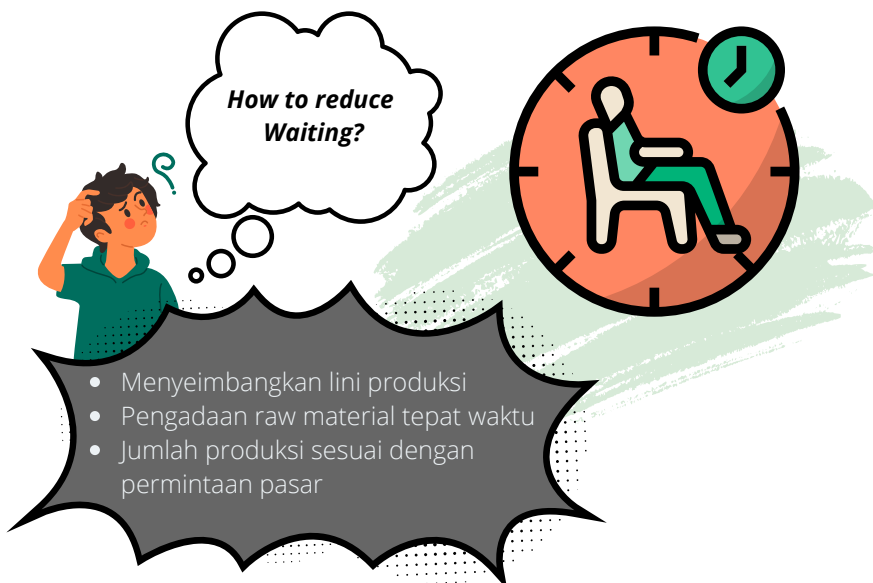 How to reduce
Waiting?
• Menyeimbangkan lini produksi
• Pengadaan raw material tepat waktu
• Jumlah produksi sesuai dengan
permintaan pasar